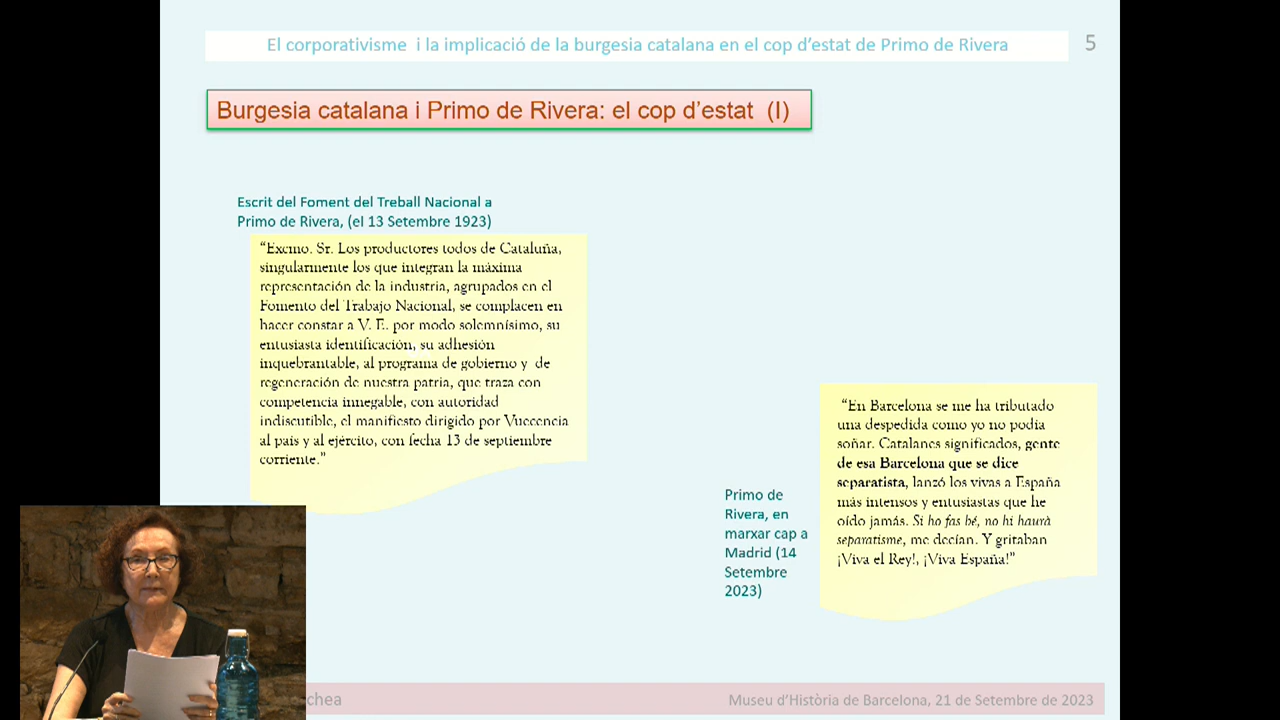 El corporativisme i la implicació de la burgesia catalana en el cop d'estat de Primo de Rivera
5
Burgesia catalana i Primo de Rivera: el cop d'estat (I)
Escrit del Foment del Treball Nacional a
Primo de Rivera, (el 13 Setembre 1923)
“Excmo. Sr. Los productores todos de Cataluña,
singularmente los que integran la máxima
representación de la industria, agrupados en el
Fomento del Trabajo Nacional, se complacen en
hacer constar a V. E. por modo solemnísimo, su
entusiasta identificación, su adhesión
inquebrantable, al programa de gobierno y de
regeneración de nuestra patria, que traza con
competencia innegable, con autoridad
indiscutible, el manifiesto dirigido por Vuecencia
al país y al ejército, con fecha 13 de septiembre
corriente.”
Primo de
Rivera, en
marxar cap a
Madrid (14
Setembre
2023)
“En Barcelona se me ha tributado
una despedida como yo no podía
soñar. Catalanes significados, gente
de esa Barcelona que se dice
separatista, lanzó los vivas a España
más intensos y entusiastas que he
oído jamás. Si ho fas bé, no hi haurà
separatisme, me decían. Y gritaban
¡Viva el Rey!, ¡Viva España!”
chea
Museu d'Història de Barcelona, 21 de Setembre de 2023